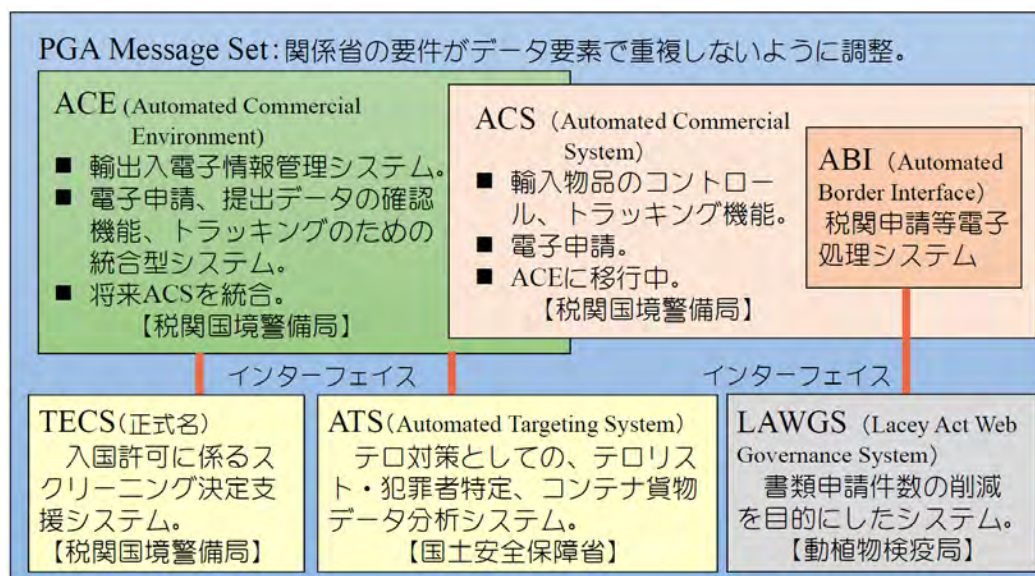 PGA Message Set:関係省の要件がデータ要素で重複しないように調整。
ACE (Automated Commercial
Environment)
■ 輸出入電子情報管理システム。
■ 電子申請、提出データの確認
機能、トラッキングのための
統合型システム。
■ 将来ACSを統合。
【税関国境警備局】
ACS (Automated Commercial
System)
■ 輸入物品のコントロー
ル、トラッキング機能。
■ 電子申請。
■ ACEに移行中。
【税関国境警備局】
ABI (Automated
Border Interface)
税関申請等電子
処理システム
インターフェイス
インターフェイス
TECS(正式名)
入国許可に係るス
クリーニング決定支
援システム。
【税関国境警備局】
ATS(Automated Targeting System)
テロ対策としての、テロリス
ト・犯罪者特定、コンテナ貨物
データ分析システム。
【国土安全保障省】
LAWGS (Lacey Act Web
Governance System)
書類申請件数の削減
を目的にしたシステム。
【動植物検疫局】